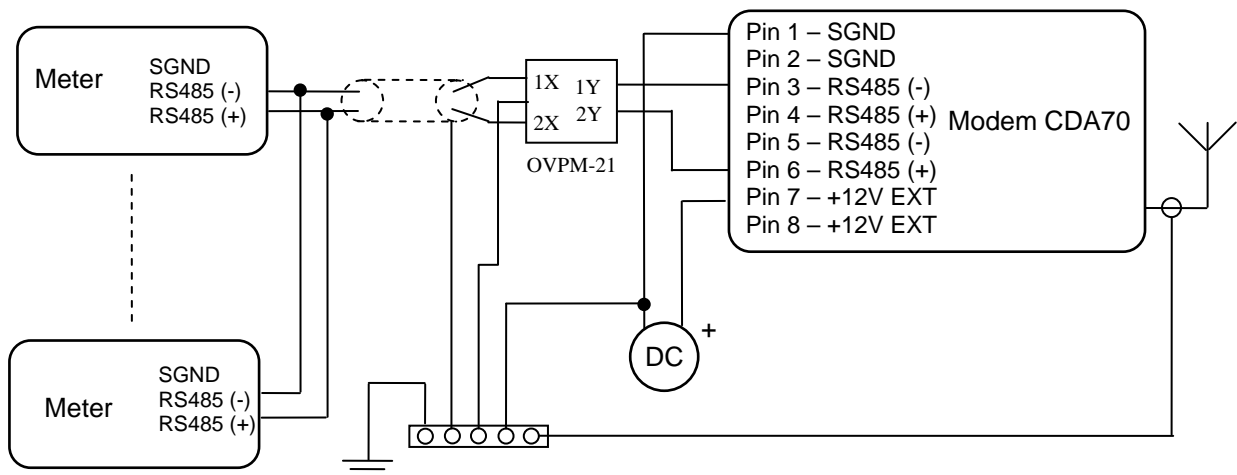 Meter
SGND
RS485 (-)
RS485 (+)
1X 1Y
2X 2Y
OVPM-21
Pin 1 – SGND
Pin 2 – SGND
Pin 3 – RS485 (-)
Pin 4 – RS485 (+)
Pin 5 – RS485 (-)
Pin 6 – RS485 (+)
Pin 7 – +12V EXT
Pin 8 – +12V EXT
Modem CDA70
+
DC
Meter
SGND
RS485 (-)
RS485 (+)